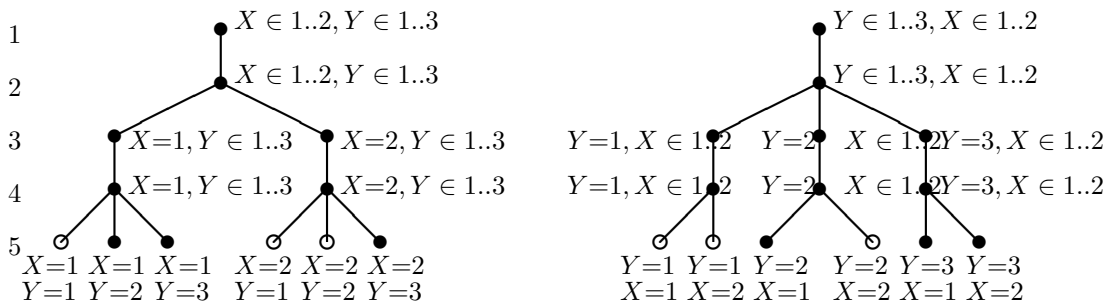 1 X ∈ 1..2, Y ∈ 1..3 Y ∈ 1..3, X ∈ 1..2
2 X ∈ 1..2, Y ∈ 1..3 Y ∈ 1..3, X ∈ 1..2
3 X=1, Y ∈ 1..3 X=2, Y ∈ 1..3 Y=1, X ∈ 1..2 Y=2 X ∈ 1..2 Y=3, X ∈ 1..2
4 X=1, Y ∈ 1..3 X=2, Y ∈ 1..3 Y=1, X ∈ 1..2 Y=2 X ∈ 1..2 Y=3, X ∈ 1..2
5
X=1 X=1 X=1 X=2 X=2 X=2 Y=1 Y=1 Y=2 Y=2 Y=3 Y=3
Y=1 Y=2 Y=3 Y=1 Y=2 Y=3 X=1 X=2 X=1 X=2 X=1 X=2